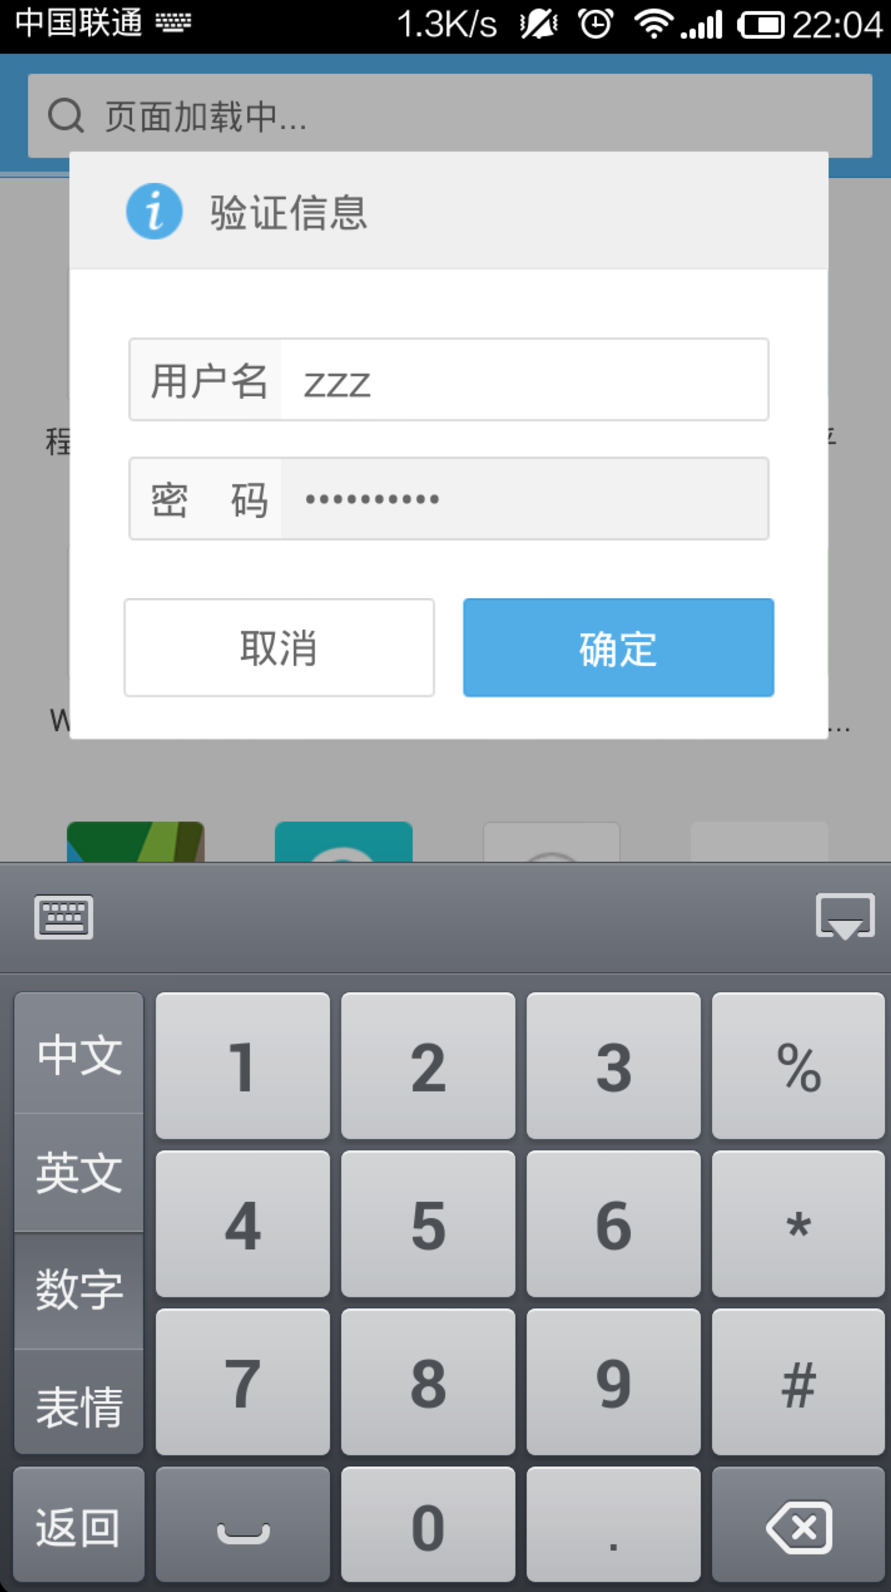 中国联通 1.3K/s 22:04
页面加载中...
验证信息
用户名 zzz
程
密 码 ••••••••••
取消 确定
W ...
中文 1 2 3 %
英文 4 5 6 *
数字 7 8 9 #
表情
返回 0 .